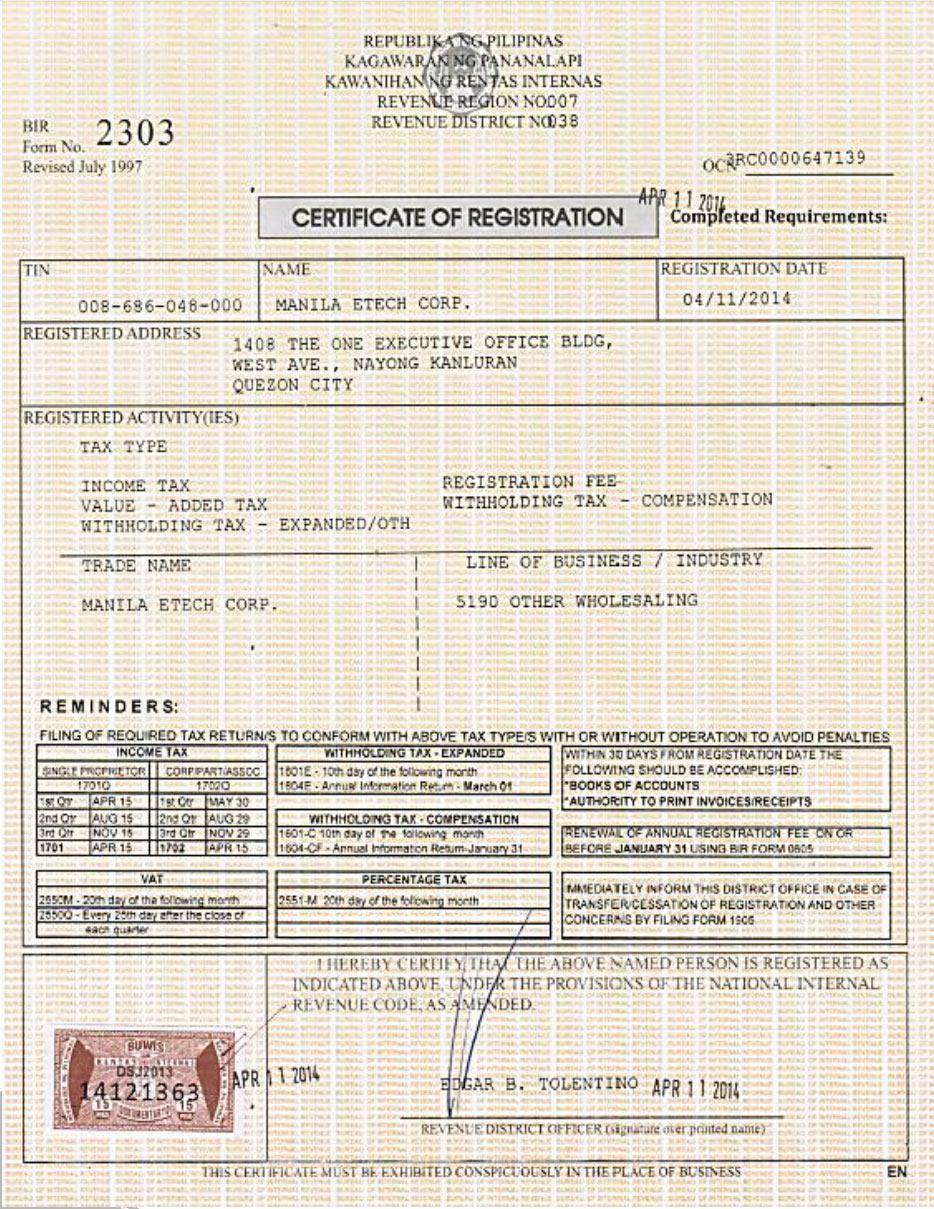 REPUBLIKA NG PILIPINAS
KAGAWARAN NG PANANALAPI
KAWANIHAN NG RENTAS INTERNAS
REVENUE REGION NO.007
REVENUE DISTRICT NO.038
BIR
Form No. 2303
Revised July 1997
OCN 3RC0000647139
APR 11 2014
CERTIFICATE OF REGISTRATION
Completed Requirements:
TIN NAME REGISTRATION DATE
008-686-048-000 MANILA ETECH CORP. 04/11/2014
REGISTERED ADDRESS
1408 THE ONE EXECUTIVE OFFICE BLDG,
WEST AVE., NAYONG KANLURAN
QUEZON CITY
REGISTERED ACTIVITY(IES)
TAX TYPE
INCOME TAX REGISTRATION FEE
VALUE - ADDED TAX WITHHOLDING TAX - COMPENSATION
WITHHOLDING TAX - EXPANDED/OTH
TRADE NAME LINE OF BUSINESS / INDUSTRY
MANILA ETECH CORP. 5190 OTHER WHOLESALING
REMINDERS:
FILING OF REQUIRED TAX RETURN/S TO CONFORM WITH ABOVE TAX TYPE/S WITH OR WITHOUT OPERATION TO AVOID PENALTIES
INCOME TAX
SINGLE PROPRIETOR CORP/PART/ASSOC
1701Q 1702Q
1st Qtr APR 15 1st Qtr MAY 30
2nd Qtr AUG 15 2nd Qtr AUG 29
3rd Qtr NOV 15 3rd Qtr NOV 29
1701 APR 15 1702 APR 15
WITHHOLDING TAX - EXPANDED
1601E - 10th day of the following month
1604E - Annual Information Return - March 01
WITHHOLDING TAX - COMPENSATION
1601-C 10th day of the following month
1604-CF - Annual Information Return-January 31
WITHIN 30 DAYS FROM REGISTRATION DATE THE
FOLLOWING SHOULD BE ACCOMPLISHED:
*BOOKS OF ACCOUNTS
*AUTHORITY TO PRINT INVOICES/RECEIPTS
RENEWAL OF ANNUAL REGISTRATION FEE ON OR
BEFORE JANUARY 31 USING BIR FORM 0605
VAT
2550M - 20th day of the following month
2550Q - Every 25th day after the close of
each quarter
PERCENTAGE TAX
2551-M 20th day of the following month
IMMEDIATELY INFORM THIS DISTRICT OFFICE IN CASE OF
TRANSFER/CESSATION OF REGISTRATION AND OTHER
CONCERNS BY FILING FORM 1905
I HEREBY CERTIFY THAT THE ABOVE NAMED PERSON IS REGISTERED AS
INDICATED ABOVE, UNDER THE PROVISIONS OF THE NATIONAL INTERNAL
REVENUE CODE, AS AMENDED.
BUWIS
RENTAS INTERNAS
DSJ2013
14121363
15 DOKUMENTARYO 15
APR 11 2014
EDGAR B. TOLENTINO APR 11 2014
REVENUE DISTRICT OFFICER (signature over printed name)
THIS CERTIFICATE MUST BE EXHIBITED CONSPICUOUSLY IN THE PLACE OF BUSINESS
EN